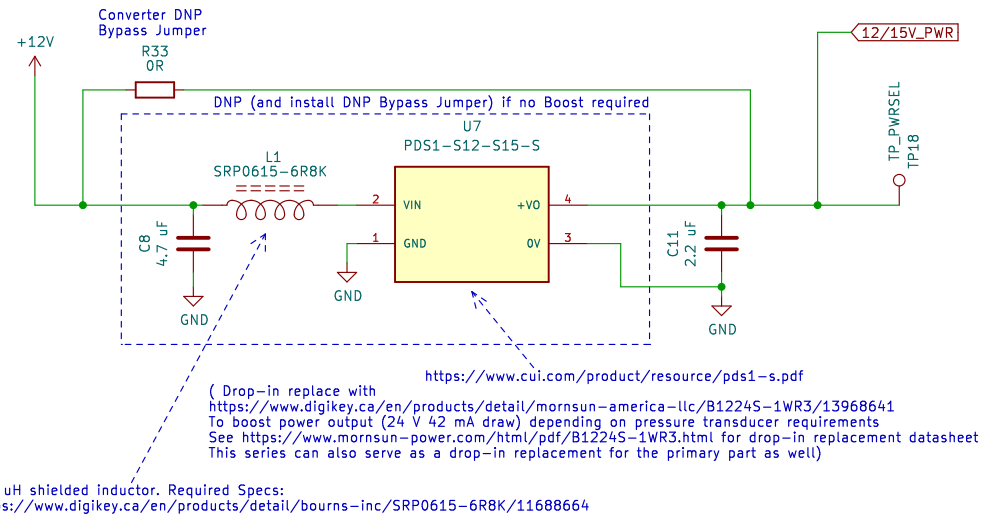 Converter DNP
Bypass Jumper
+12V
R33
0R
12/15V_PWR
DNP (and install DNP Bypass Jumper) if no Boost required
U7
PDS1-S12-S15-S
TP_PWRSEL
TP18
L1
SRP0615-6R8K
2
VIN
+VO
4
C8
4.7 uF
1
GND
0V
3
C11
2.2 uF
GND
GND
GND
https://www.cui.com/product/resource/pds1-s.pdf
( Drop-in replace with
https://www.digikey.ca/en/products/detail/mornsun-america-llc/B1224S-1WR3/13968641
To boost power output (24 V 42 mA draw) depending on pressure transducer requirements
See https://www.mornsun-power.com/html/pdf/B1224S-1WR3.html for drop-in replacement datasheet
This series can also serve as a drop-in replacement for the primary part as well)
uH shielded inductor. Required Specs:
s://www.digikey.ca/en/products/detail/bourns-inc/SRP0615-6R8K/11688664